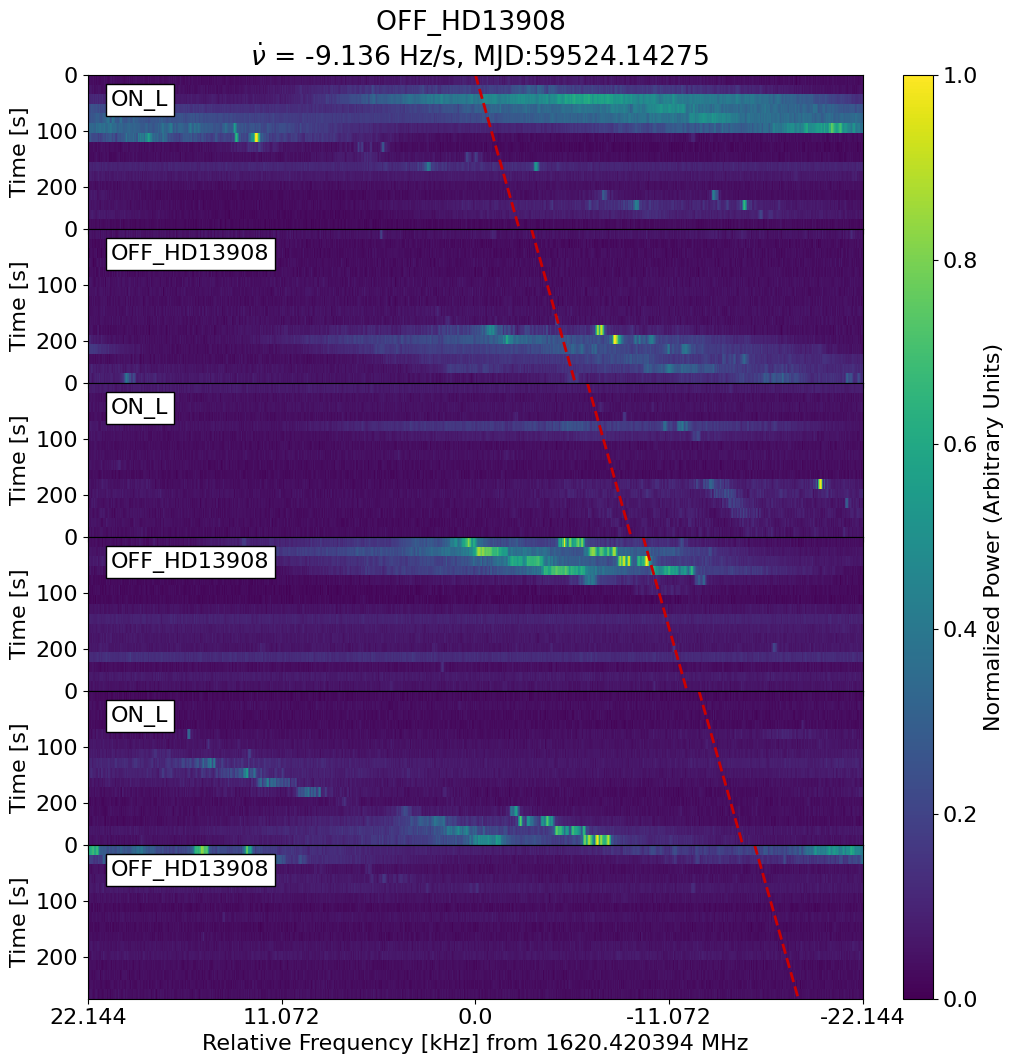 OFF_HD13908
ν̇ = -9.136 Hz/s, MJD:59524.14275
0
ON_L
Time [s]
100
200
0
OFF_HD13908
Time [s]
100
200
0
ON_L
Time [s]
100
200
0
OFF_HD13908
Time [s]
100
200
0
ON_L
Time [s]
100
200
0
OFF_HD13908
Time [s]
100
200
22.144 11.072 0.0 -11.072 -22.144
Relative Frequency [kHz] from 1620.420394 MHz
1.0
0.8
0.6
0.4
0.2
0.0
Normalized Power (Arbitrary Units)